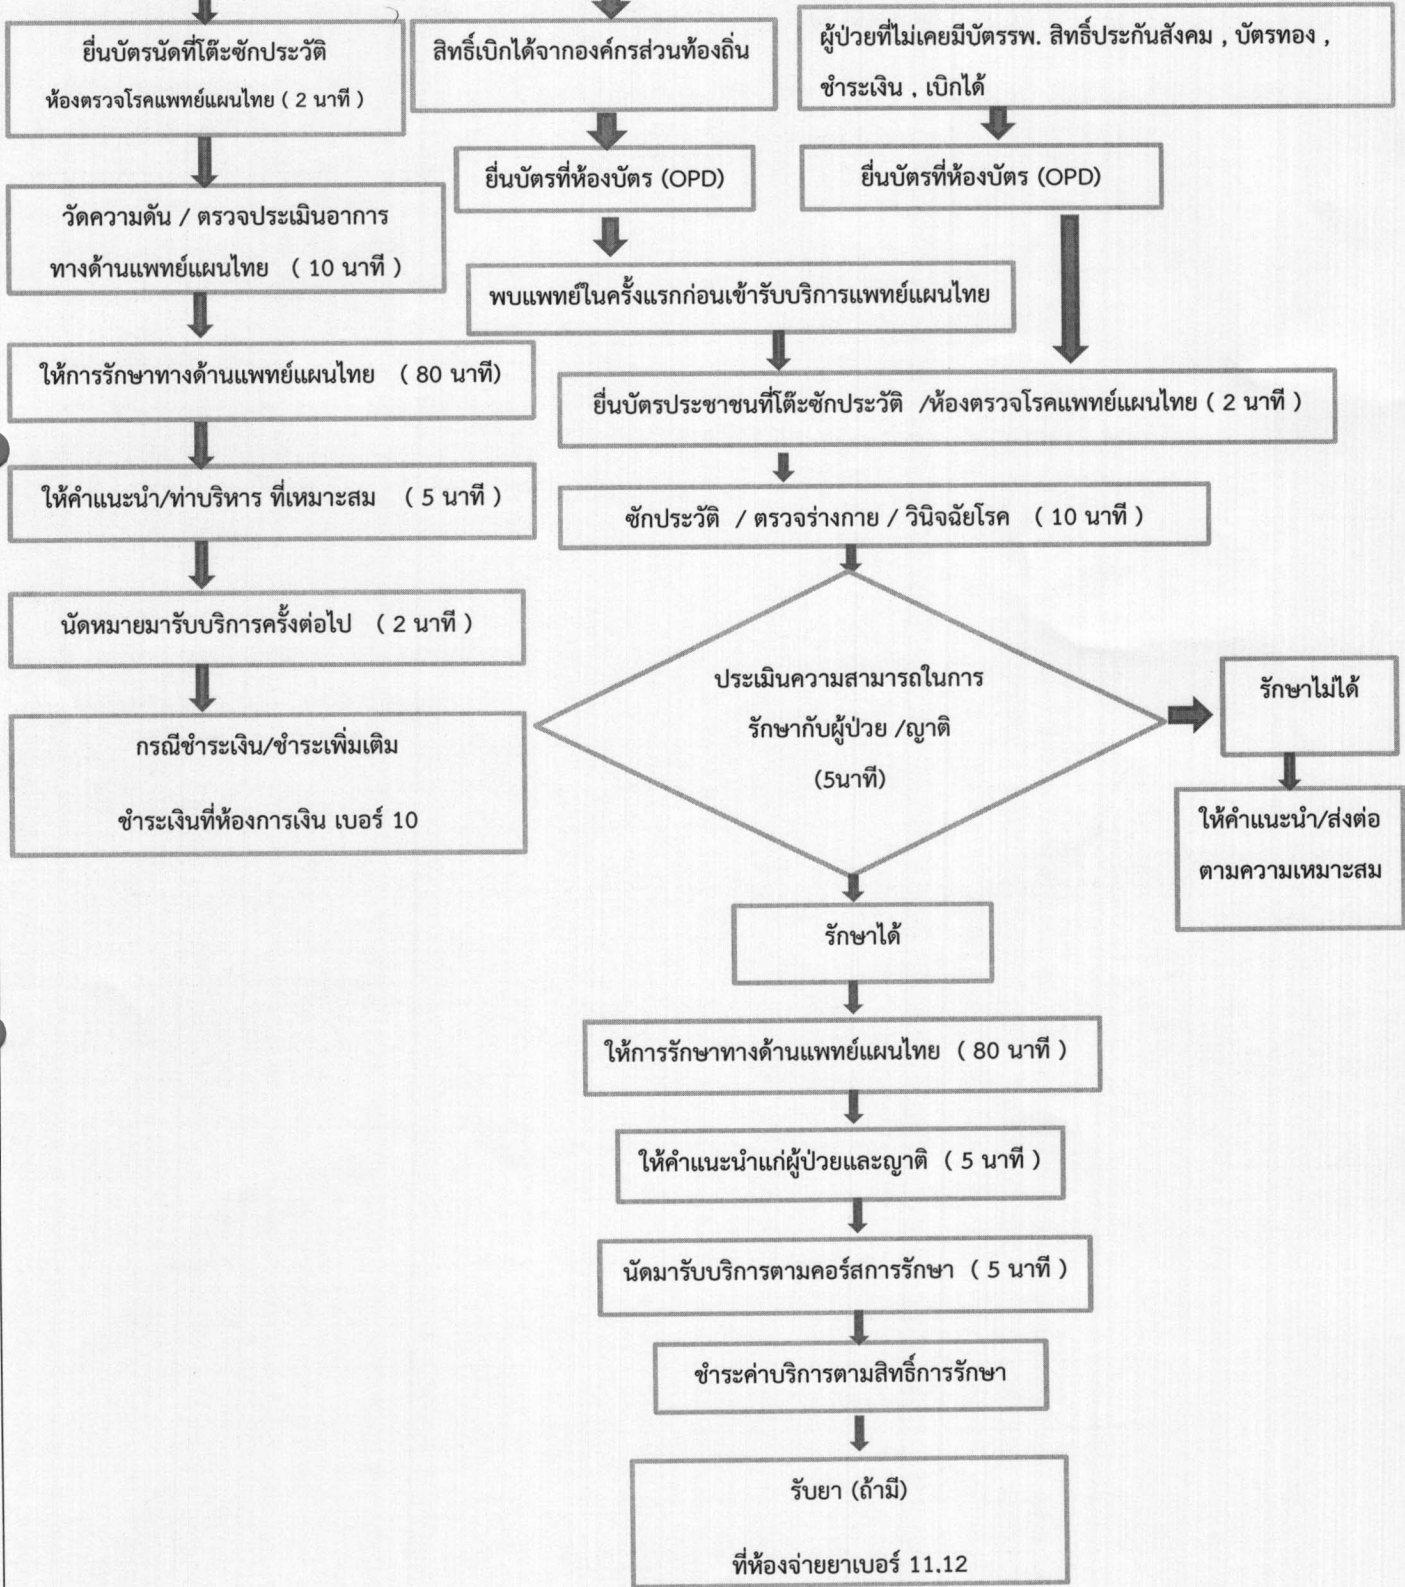 ยื่นบัตรนัดที่โต๊ะซักประวัติ
ห้องตรวจโรคแพทย์แผนไทย ( 2 นาที )
วัดความดัน / ตรวจประเมินอาการ
ทางด้านแพทย์แผนไทย ( 10 นาที )
ให้การรักษาทางด้านแพทย์แผนไทย ( 80 นาที)
ให้คำแนะนำ/ท่าบริหาร ที่เหมาะสม ( 5 นาที )
นัดหมายมารับบริการครั้งต่อไป ( 2 นาที )
กรณีชำระเงิน/ชำระเพิ่มเติม
ชำระเงินที่ห้องการเงิน เบอร์ 10
สิทธิ์เบิกได้จากองค์กรส่วนท้องถิ่น
ยื่นบัตรที่ห้องบัตร (OPD)
พบแพทย์ในครั้งแรกก่อนเข้ารับบริการแพทย์แผนไทย
ผู้ป่วยที่ไม่เคยมีบัตรรพ. สิทธิ์ประกันสังคม , บัตรทอง ,
ชำระเงิน , เบิกได้
ยื่นบัตรที่ห้องบัตร (OPD)
ยื่นบัตรประชาชนที่โต๊ะซักประวัติ /ห้องตรวจโรคแพทย์แผนไทย ( 2 นาที )
ซักประวัติ / ตรวจร่างกาย / วินิจฉัยโรค ( 10 นาที )
ประเมินความสามารถในการ
รักษากับผู้ป่วย /ญาติ
(5นาที)
รักษาไม่ได้
ให้คำแนะนำ/ส่งต่อ
ตามความเหมาะสม
รักษาได้
ให้การรักษาทางด้านแพทย์แผนไทย ( 80 นาที )
ให้คำแนะนำแก่ผู้ป่วยและญาติ ( 5 นาที )
นัดมารับบริการตามคอร์สการรักษา ( 5 นาที )
ชำระค่าบริการตามสิทธิ์การรักษา
รับยา (ถ้ามี)
ที่ห้องจ่ายยาเบอร์ 11.12